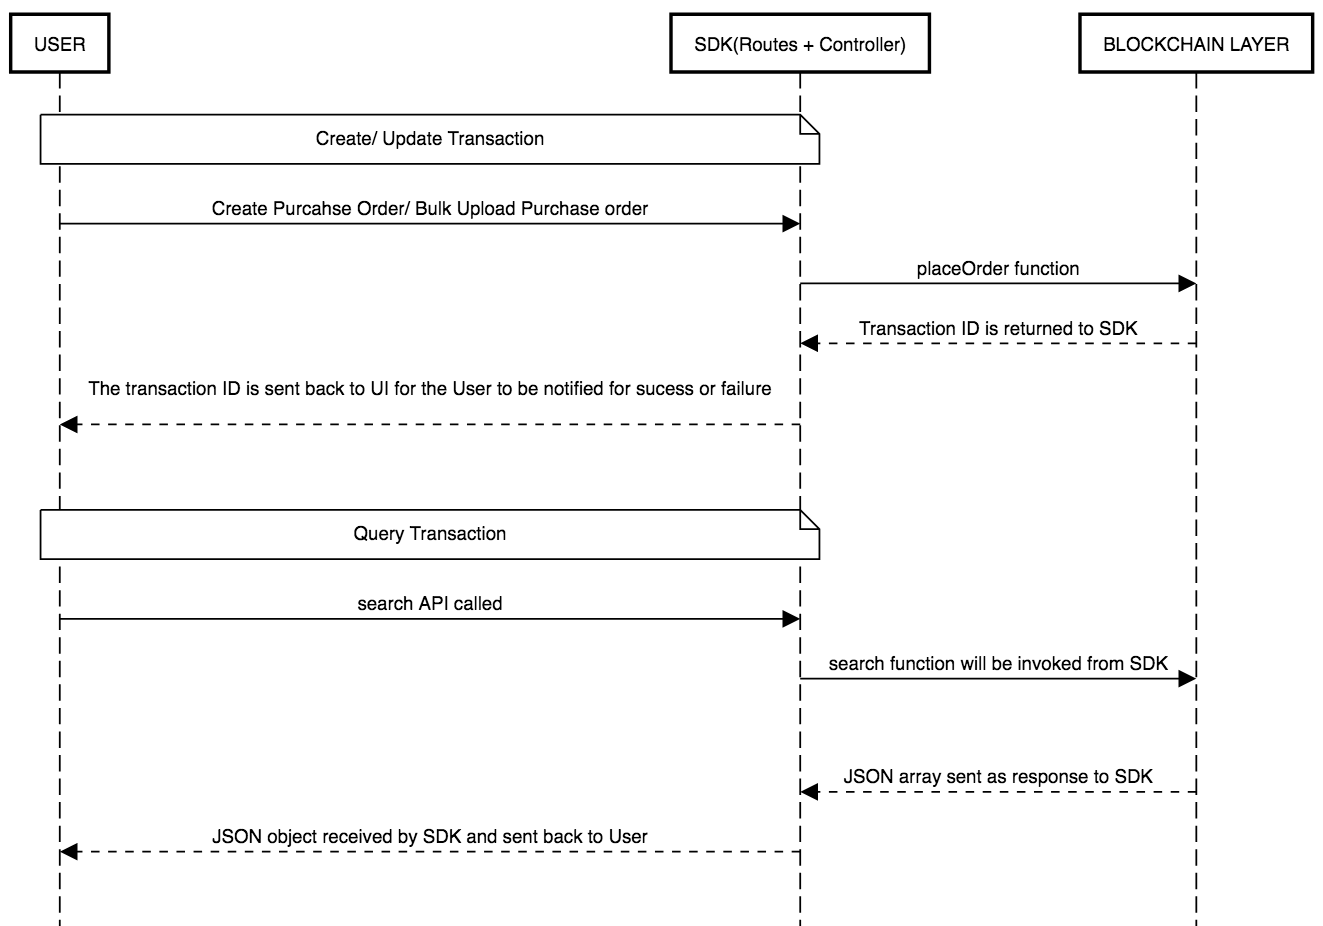 USER
SDK(Routes + Controller)
BLOCKCHAIN LAYER
Create/ Update Transaction
Create Purcahse Order/ Bulk Upload Purchase order
placeOrder function
Transaction ID is returned to SDK
The transaction ID is sent back to UI for the User to be notified for sucess or failure
Query Transaction
search API called
search function will be invoked from SDK
JSON array sent as response to SDK
JSON object received by SDK and sent back to User